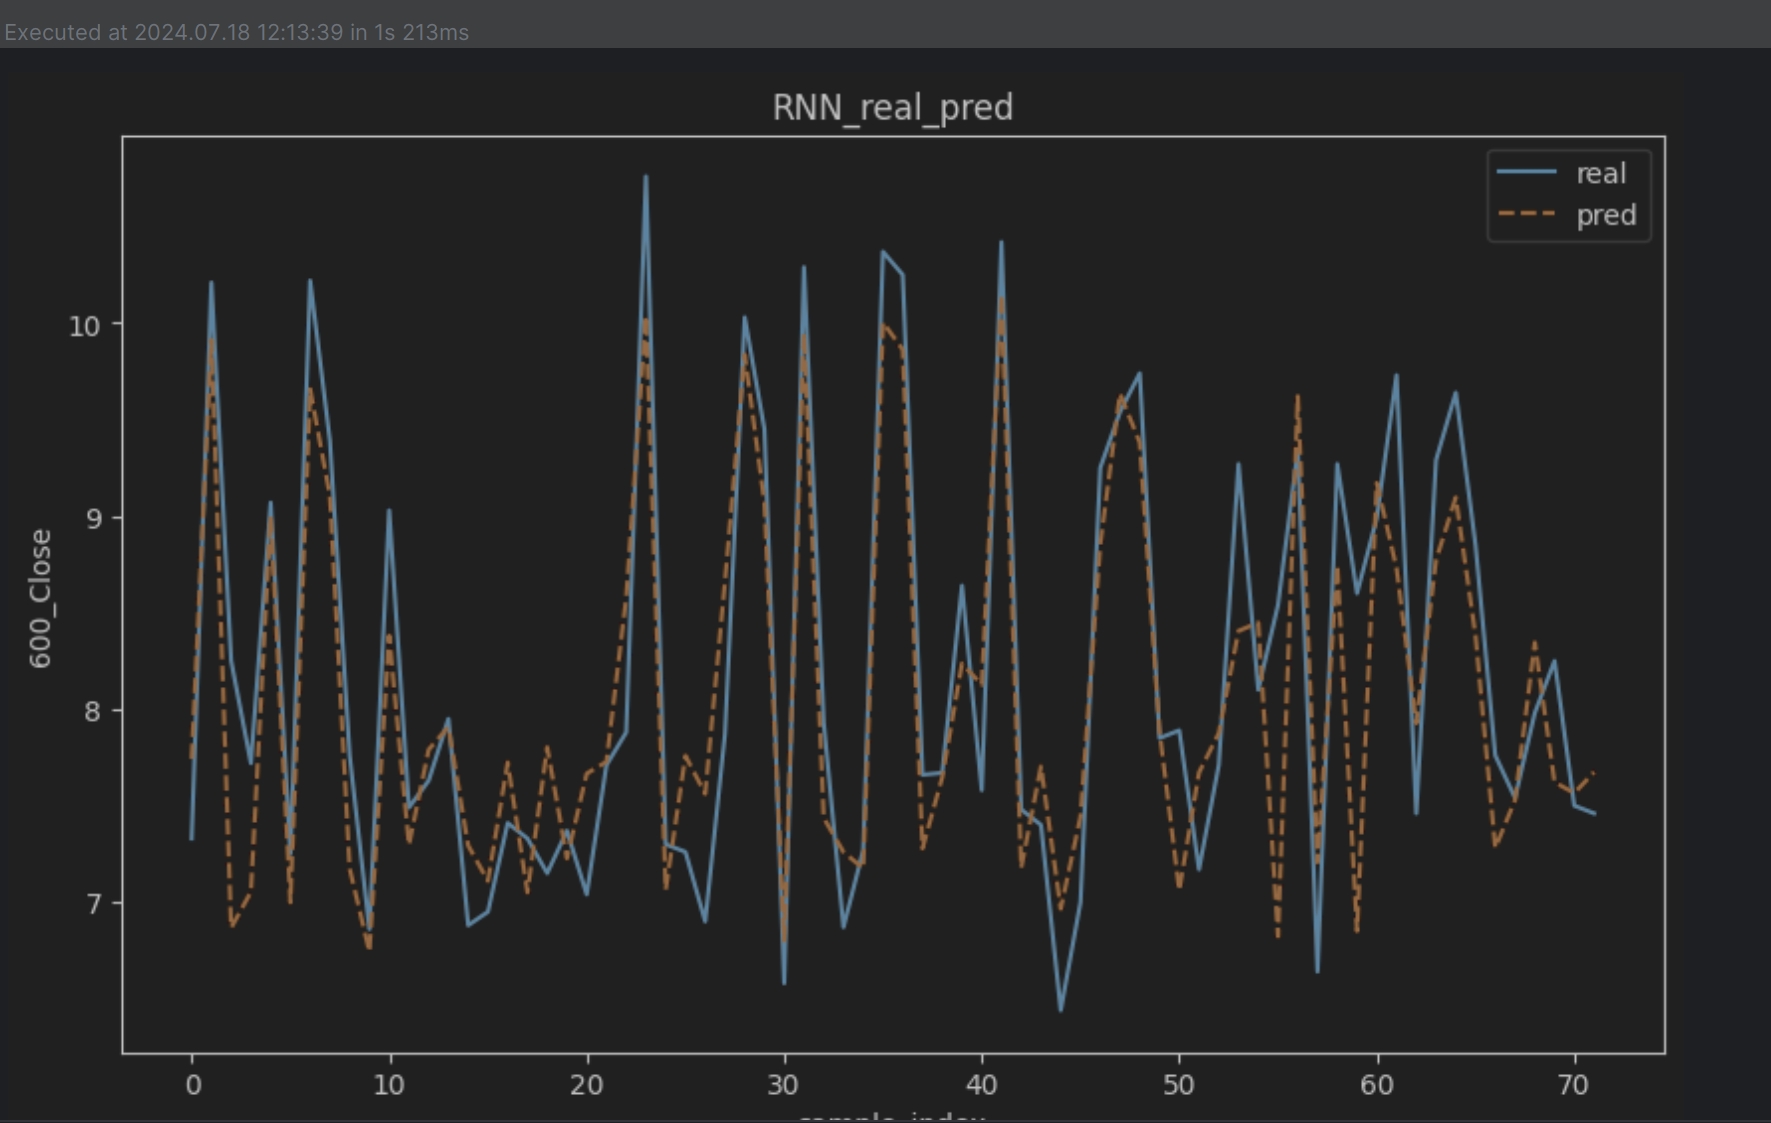 Executed at 2024.07.18 12:13:39 in 1s 213ms
RNN_real_pred
real
pred
600_Close
10
9
8
7
0 10 20 30 40 50 60 70
sample_index